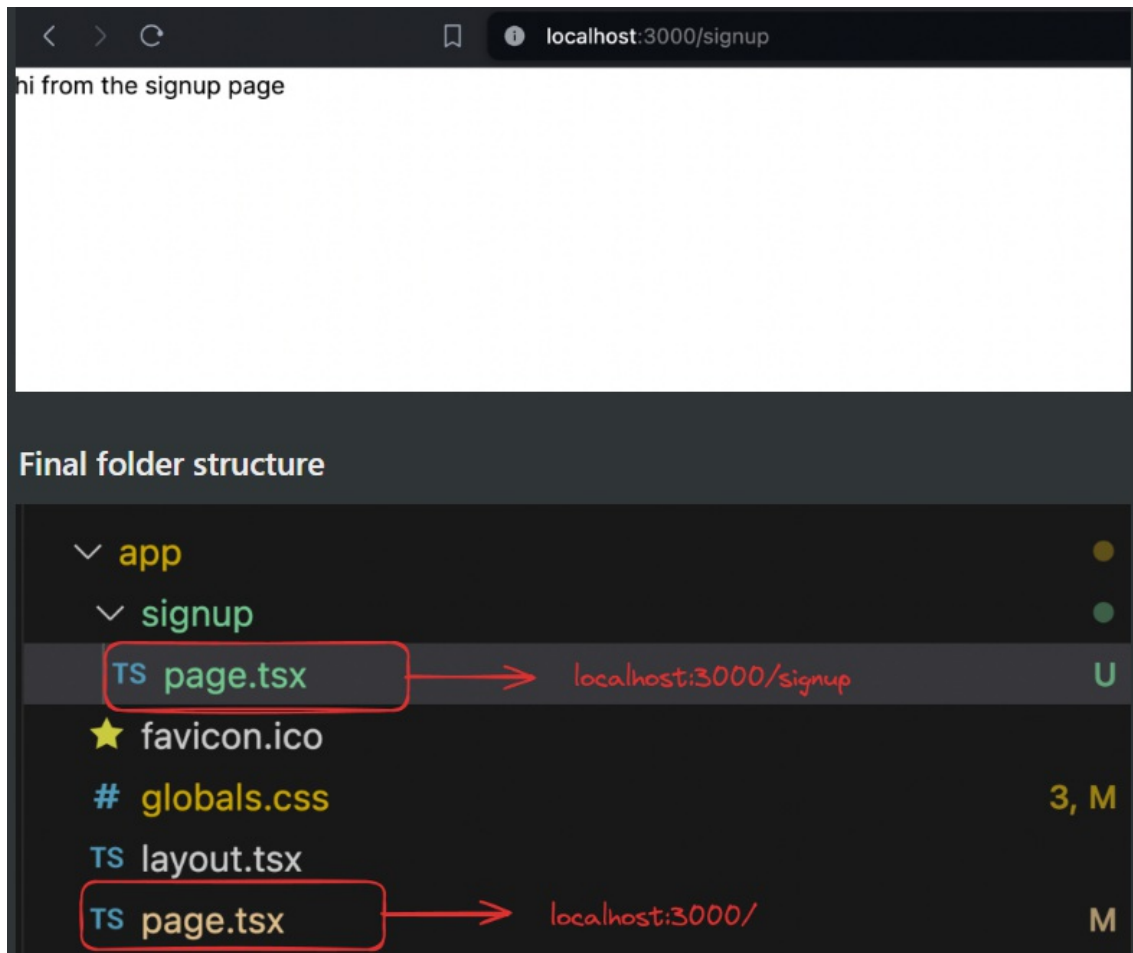 localhost:3000/signup
hi from the signup page
Final folder structure
app
signup
TS page.tsx localhost:3000/signup U
favicon.ico
# globals.css 3, M
TS layout.tsx
TS page.tsx localhost:3000/ M